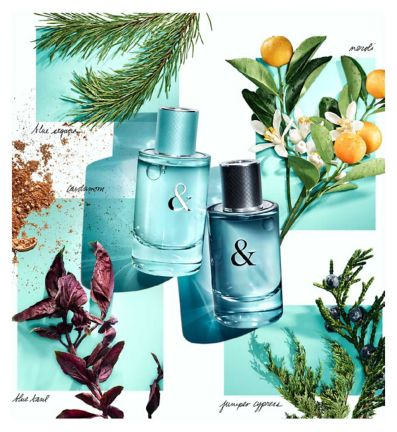 neroli
blue sequoia
cardamom
&
&
blue basil
juniper cypress